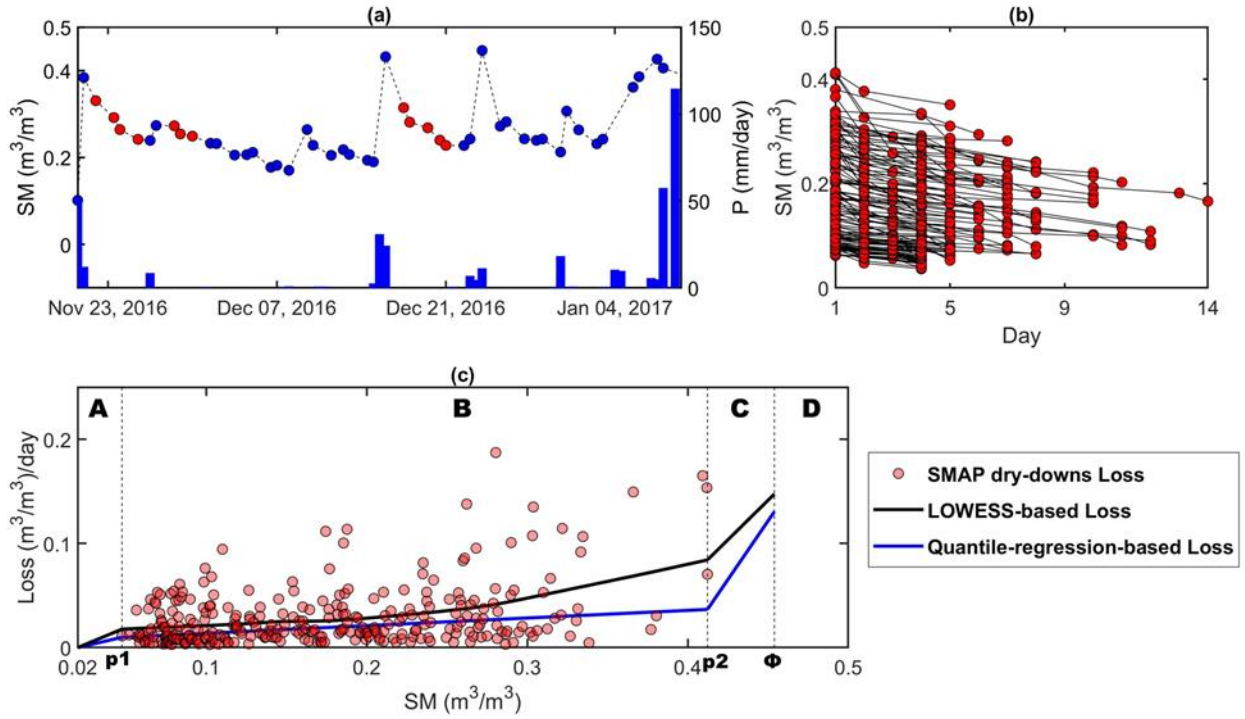 (a)
0.5
0.4
0.2
0
SM (m³/m³)
150
100
50
0
P (mm/day)
Nov 23, 2016 Dec 07, 2016 Dec 21, 2016 Jan 04, 2017
(b)
0.5
0.4
0.2
0
SM (m³/m³)
1 5 9 14
Day
(c)
A B C D
0.2
0.1
0
Loss (m³/m³)/day
0.02 0.1 0.2 0.3 0.4 0.5
p1 p2 Φ
SM (m³/m³)
SMAP dry-downs Loss
LOWESS-based Loss
Quantile-regression-based Loss